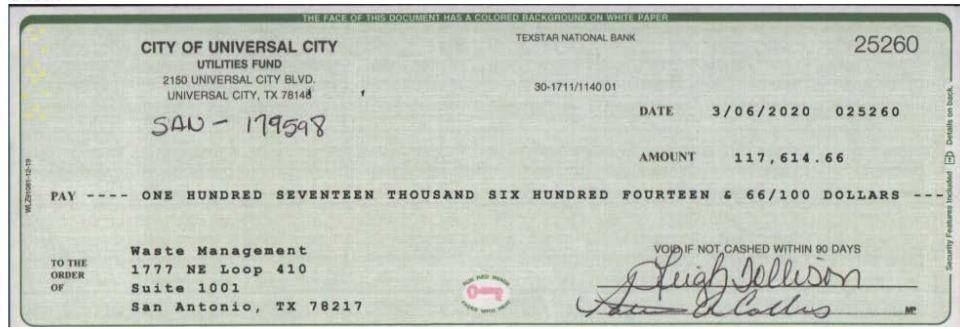 THE FACE OF THIS DOCUMENT HAS A COLORED BACKGROUND ON WHITE PAPER
CITY OF UNIVERSAL CITY
UTILITIES FUND
2150 UNIVERSAL CITY BLVD.
UNIVERSAL CITY, TX 78148
SAN - 179598
TEXSTAR NATIONAL BANK
30-1711/1140 01
25260
DATE 3/06/2020 025260
AMOUNT 117,614.66
PAY ---- ONE HUNDRED SEVENTEEN THOUSAND SIX HUNDRED FOURTEEN & 66/100 DOLLARS ---
TO THE
ORDER
OF
Waste Management
1777 NE Loop 410
Suite 1001
San Antonio, TX 78217
VOID IF NOT CASHED WITHIN 90 DAYS
Leigh Tollison
MP
Security Features Included Details on back.